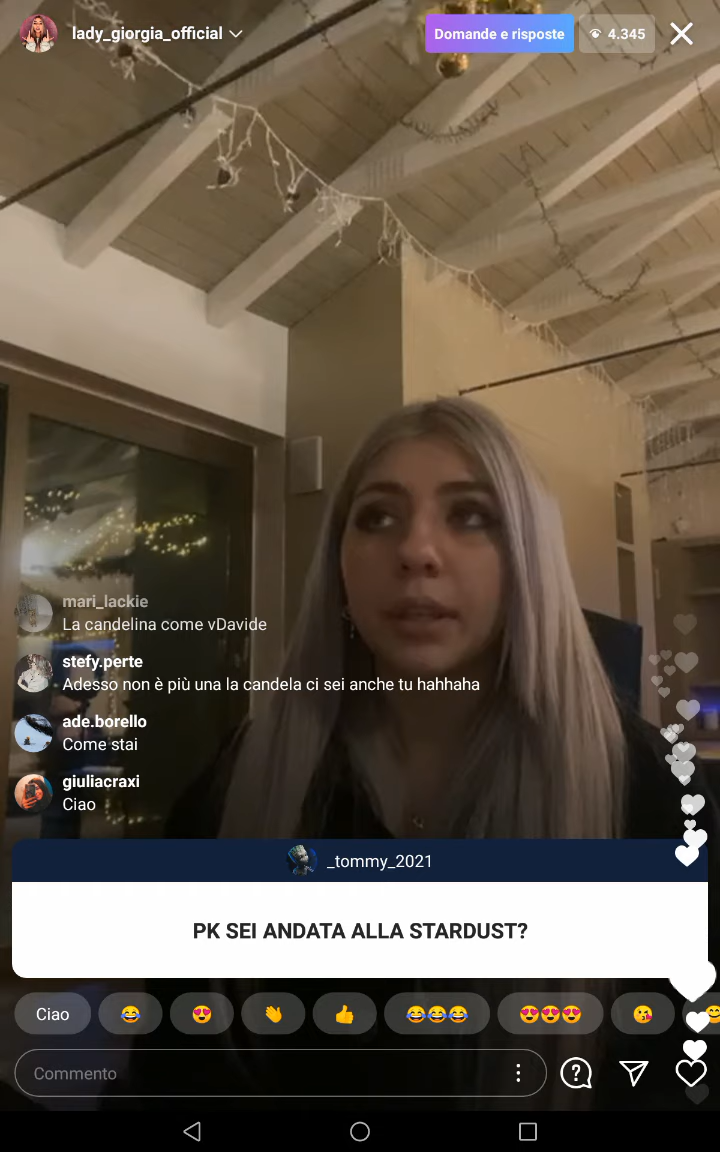 lady_giorgia_official
Domande e risposte
4.345
mari_lackie
La candelina come vDavide
stefy.perte
Adesso non è più una la candela ci sei anche tu hahhaha
ade.borello
Come stai
giuliacraxi
Ciao
_tommy_2021
PK SEI ANDATA ALLA STARDUST?
Ciao 😂 😍 👋 👍 😂😂😂 😍😍😍 😘 😊
Commento